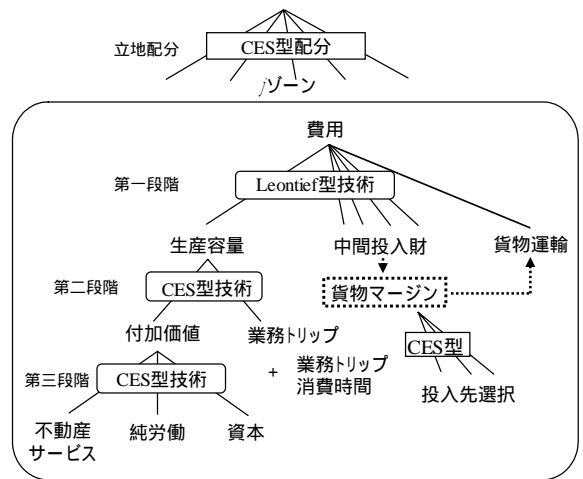 立地配分
CES型配分
jゾーン
費用
第一段階
Leontief型技術
生産容量
中間投入財
貨物運輸
第二段階
CES型技術
貨物マージン
付加価値
業務トリップ
CES型
第三段階
CES型技術
+
業務トリップ
消費時間
投入先選択
不動産
サービス
純労働
資本